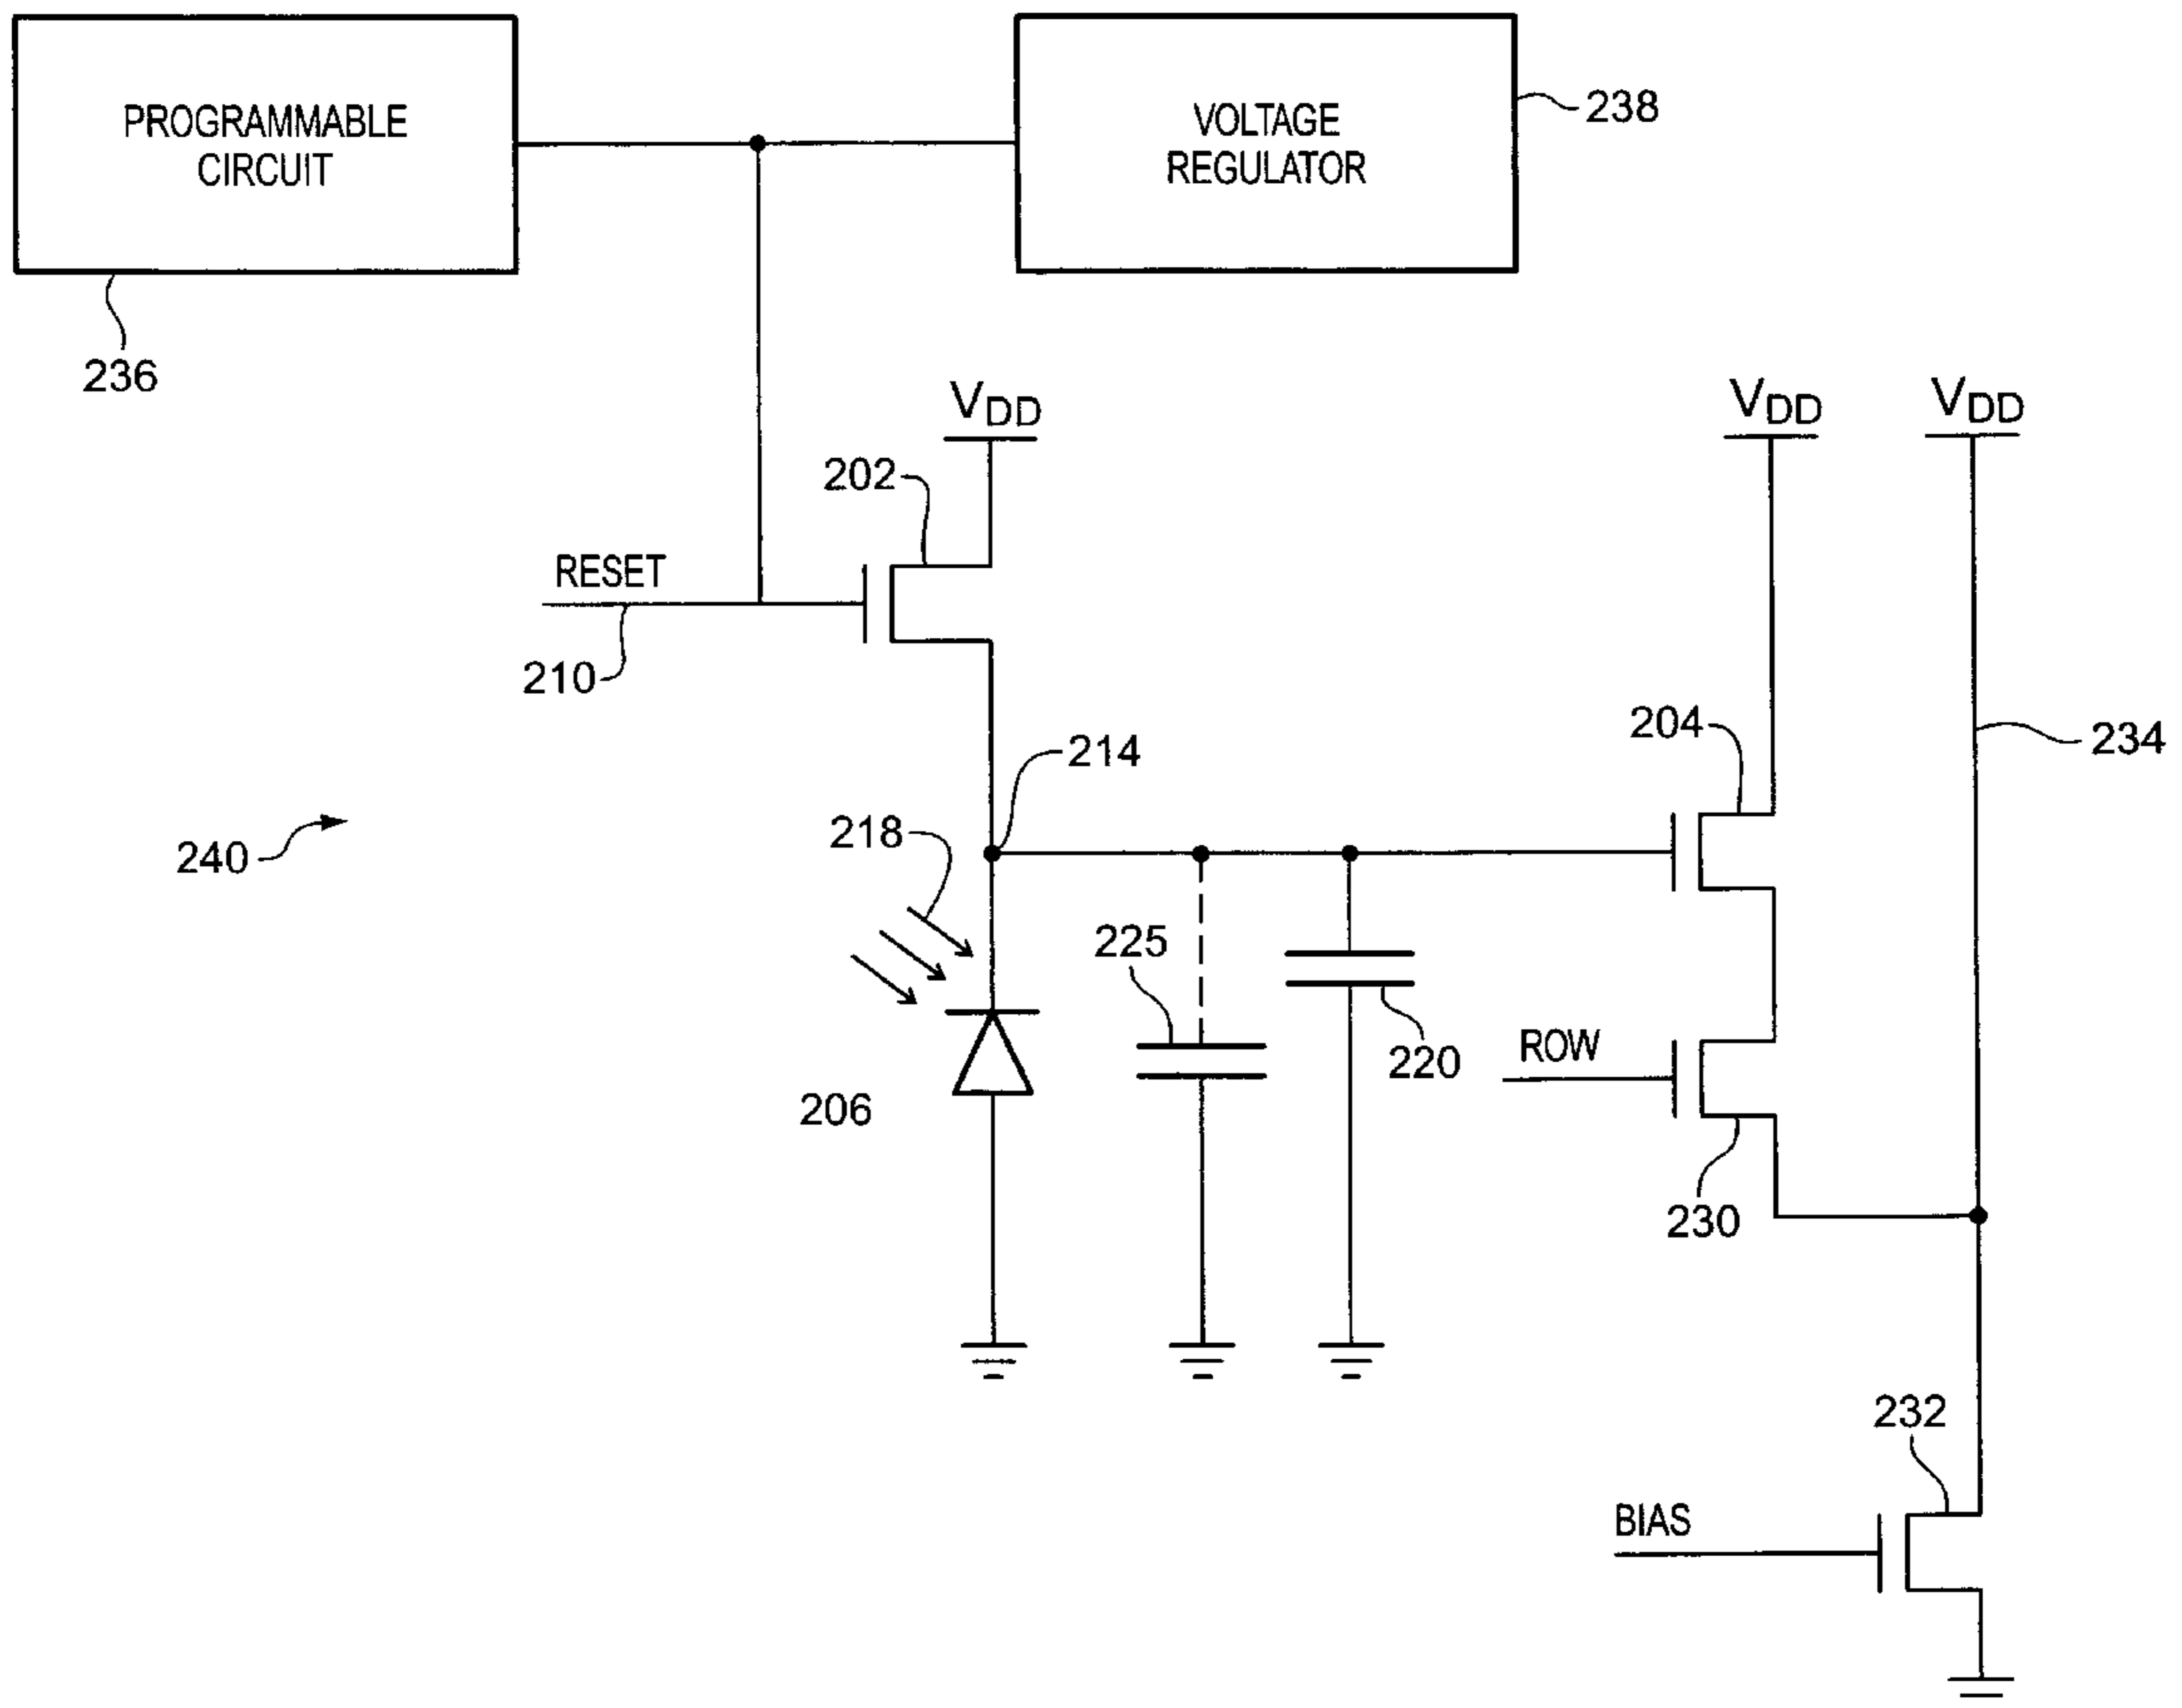 PROGRAMMABLE
CIRCUIT
VOLTAGE
REGULATOR
238
236
VDD
VDD
VDD
202
RESET
210
204
234
214
218
240
225
ROW
220
206
230
232
BIAS